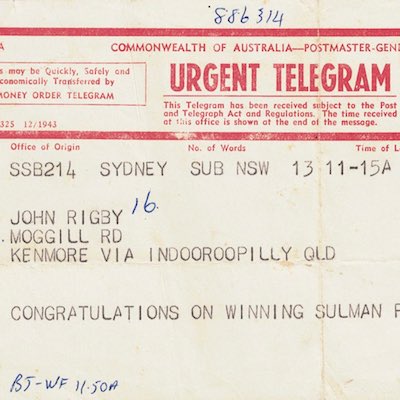 886314
A COMMONWEALTH OF AUSTRALIA—POSTMASTER-GEN
s may be Quickly, Safely and
conomically Transferred by
MONEY ORDER TELEGRAM
325 12/1943
URGENT TELEGRAM
This Telegram has been received subject to the Post
and Telegraph Act and Regulations. The time received
at this office is shown at the end of the message.
Office of Origin No. of Words Time of L
SSB214 SYDNEY SUB NSW 13 11-15A
JOHN RIGBY 16.
MOGGILL RD
KENMORE VIA INDOOROOPILLY QLD
CONGRATULATIONS ON WINNING SULMAN P
BJ-WF 11.50A